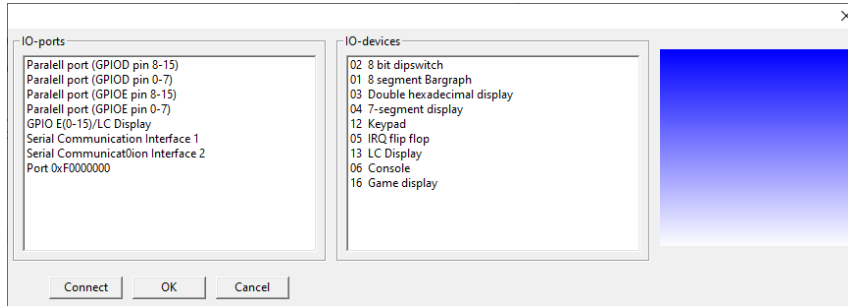 IO-ports
Paralell port (GPIOD pin 8-15)
Paralell port (GPIOD pin 0-7)
Paralell port (GPIOE pin 8-15)
Paralell port (GPIOE pin 0-7)
GPIO E(0-15)/LC Display
Serial Communication Interface 1
Serial Communicat0ion Interface 2
Port 0xF0000000
IO-devices
02 8 bit dipswitch
01 8 segment Bargraph
03 Double hexadecimal display
04 7-segment display
12 Keypad
05 IRQ flip flop
13 LC Display
06 Console
16 Game display
Connect
OK
Cancel